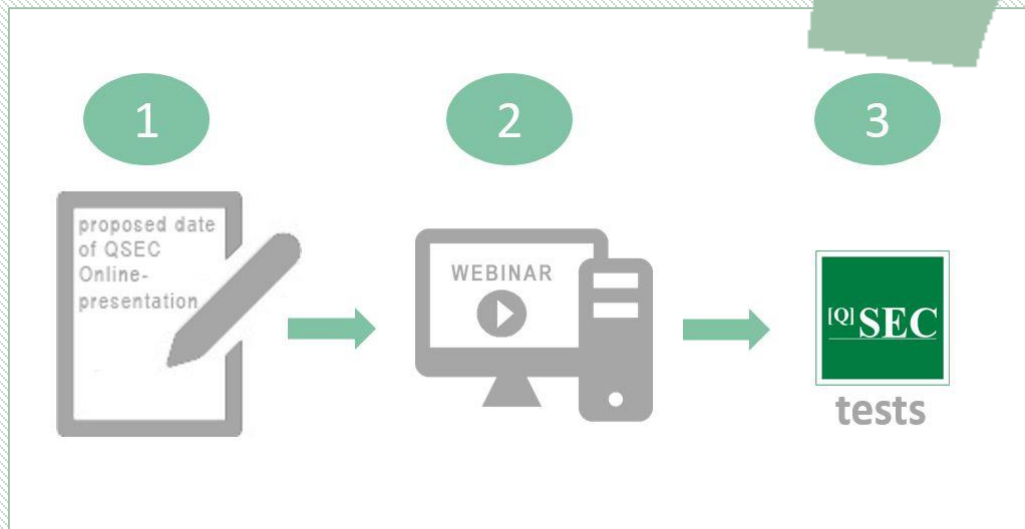 1
2
3
proposed date
of QSEC
Online-
presentation
WEBINAR
[Q]SEC
tests